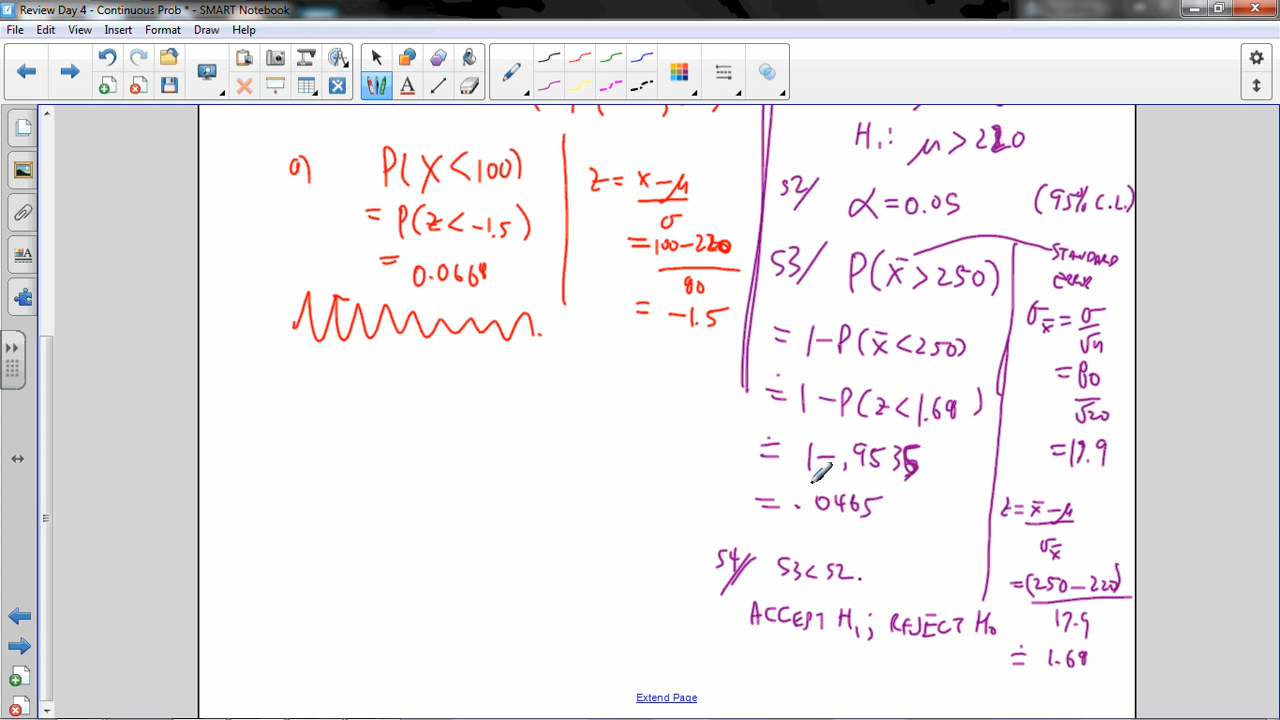 Review Day 4 - Continuous Prob * - SMART Notebook
File Edit View Insert Format Draw Help
a) P(X<100)
= P(z<-1.5)
= 0.0668
z = x-μ
σ
= 100-220
80
= -1.5
H₁: μ > 220
S2/ α=0.05 (95% C.L.)
S3/ P(x̄>250)
= 1-P(x̄<250)
≐ 1-P(z<1.68)
≐ 1-.9535
= .0465
STANDARD
ERROR
σx̄ = σ
√n
= 80
√20
= 17.9
z = x̄-μ
σx̄
= (250-220)
17.9
≐ 1.68
S4/ S3<S2.
ACCEPT H₁; REJECT H₀
Extend Page